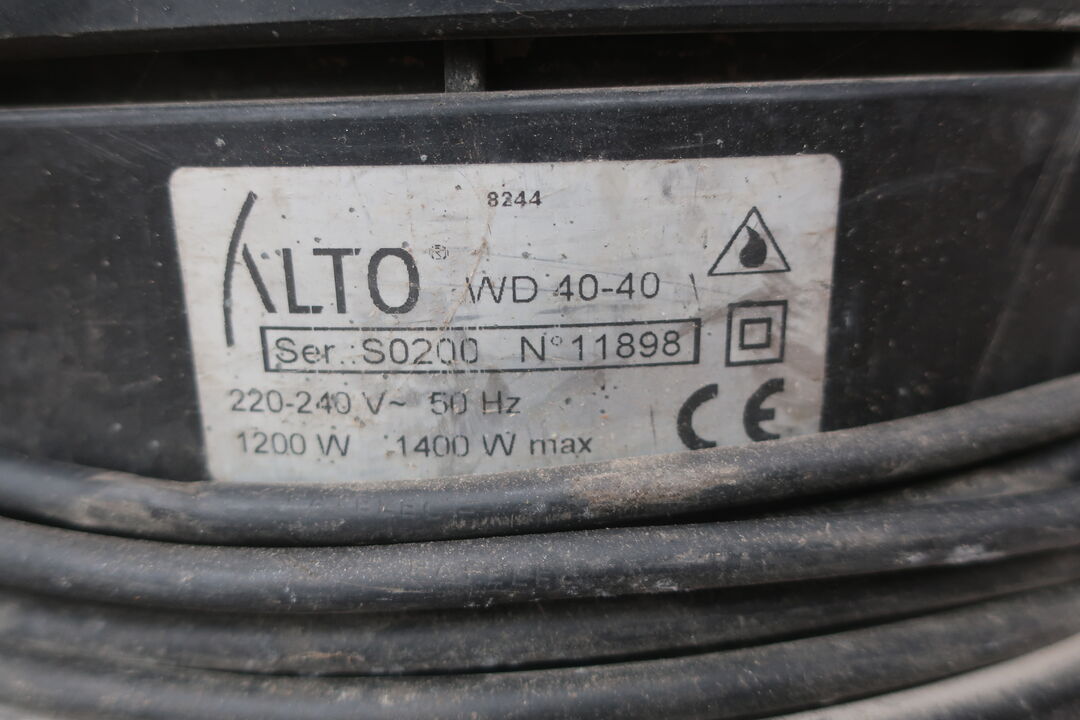 8244
ALTO® WD 40-40
Ser. S0200 N° 11898
220-240 V~ 50 Hz
1200 W 1400 W max
CE